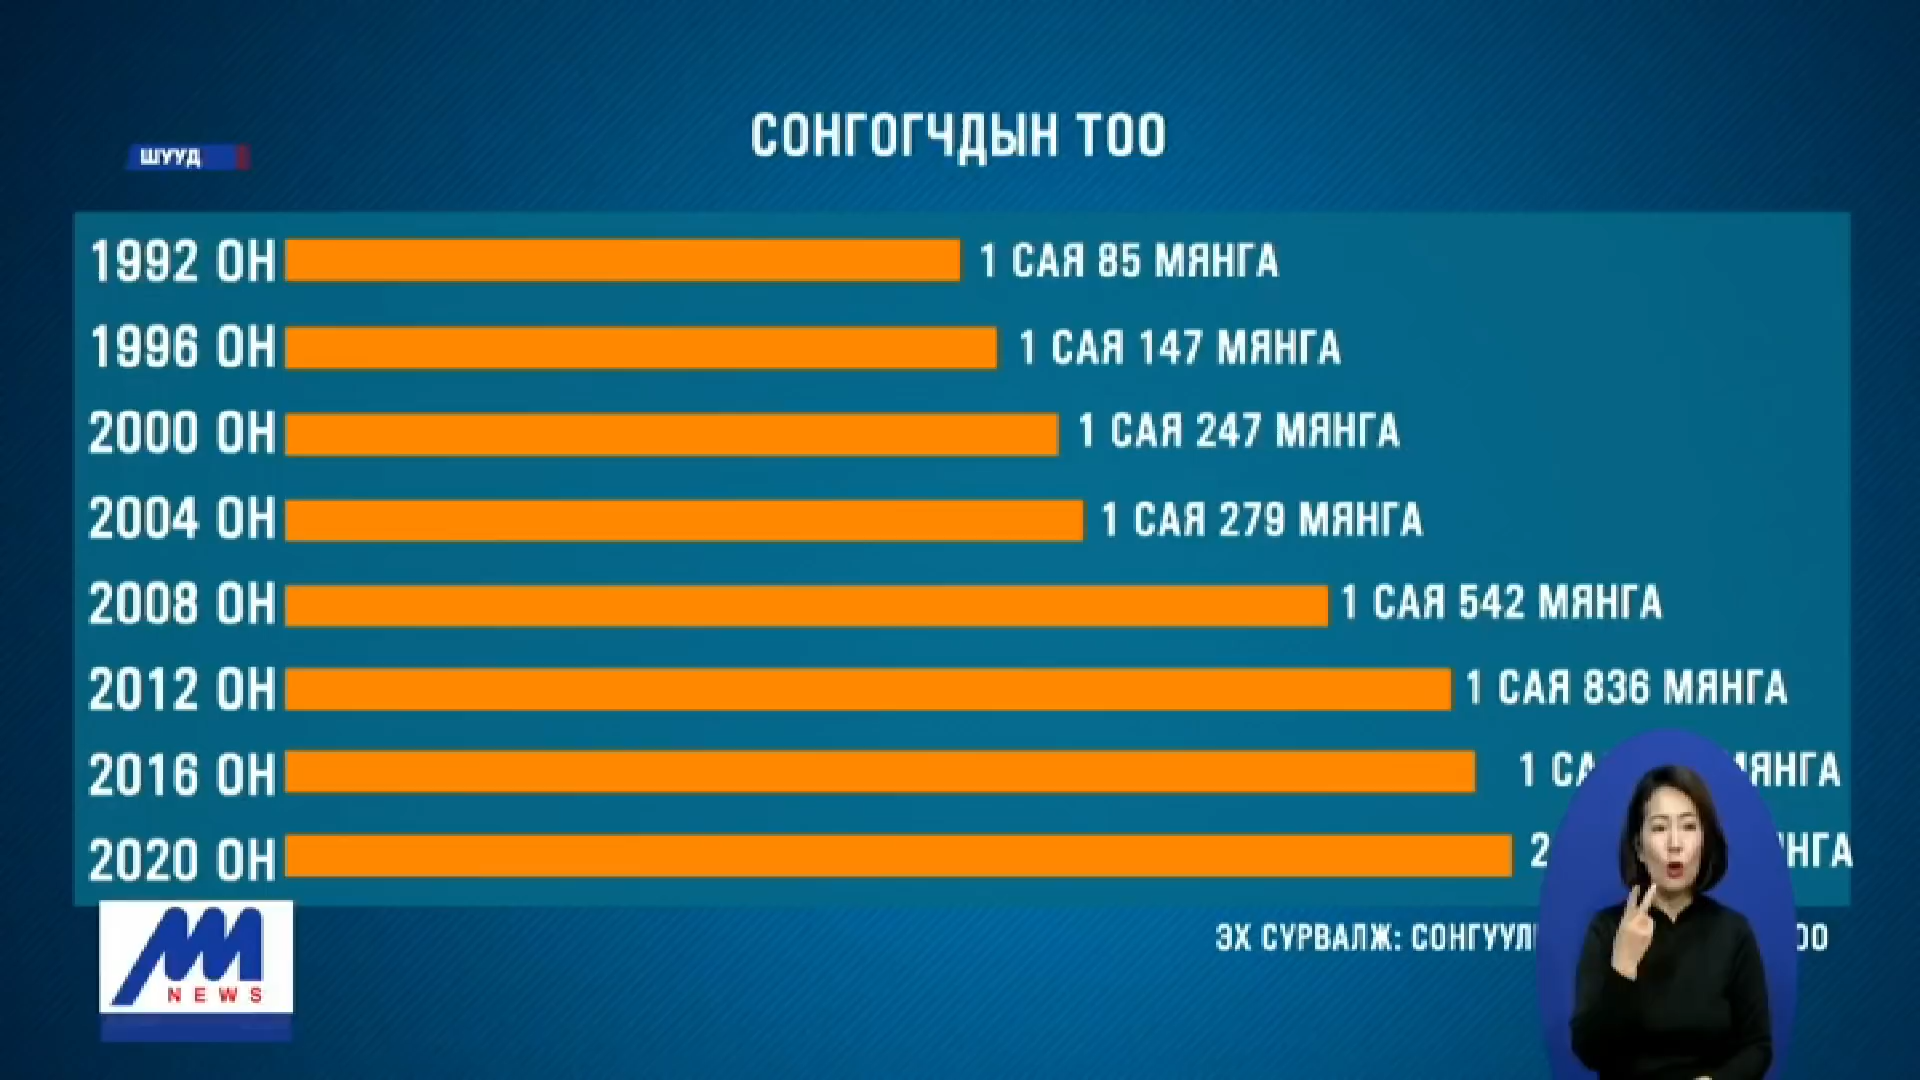 СОНГОГЧДЫН ТОО
ШУУД
1992 ОН 1 САЯ 85 МЯНГА
1996 ОН 1 САЯ 147 МЯНГА
2000 ОН 1 САЯ 247 МЯНГА
2004 ОН 1 САЯ 279 МЯНГА
2008 ОН 1 САЯ 542 МЯНГА
2012 ОН 1 САЯ 836 МЯНГА
2016 ОН 1
2020 ОН 2
ЭХ СУРВАЛЖ:
NEWS